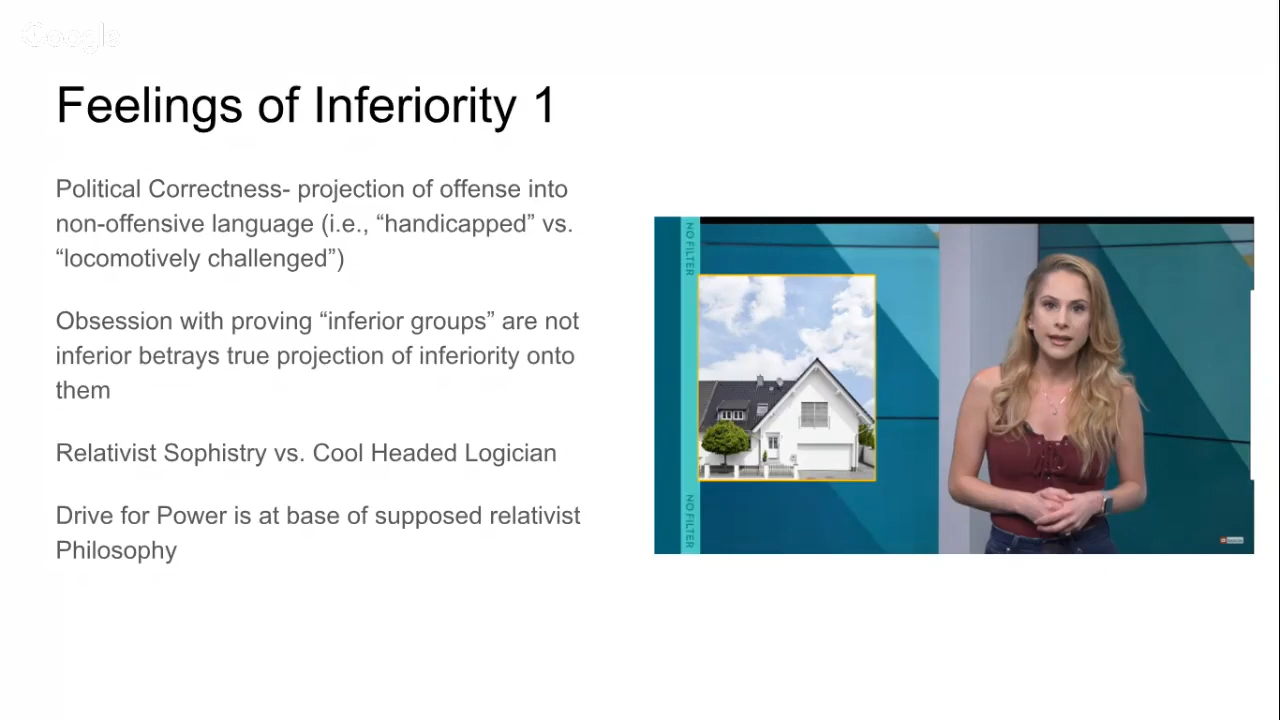 Google
Feelings of Inferiority 1
Political Correctness- projection of offense into
non-offensive language (i.e., “handicapped” vs.
“locomotively challenged”)
Obsession with proving “inferior groups” are not
inferior betrays true projection of inferiority onto
them
Relativist Sophistry vs. Cool Headed Logician
Drive for Power is at base of supposed relativist
Philosophy
NO FILTER
NO FILTER